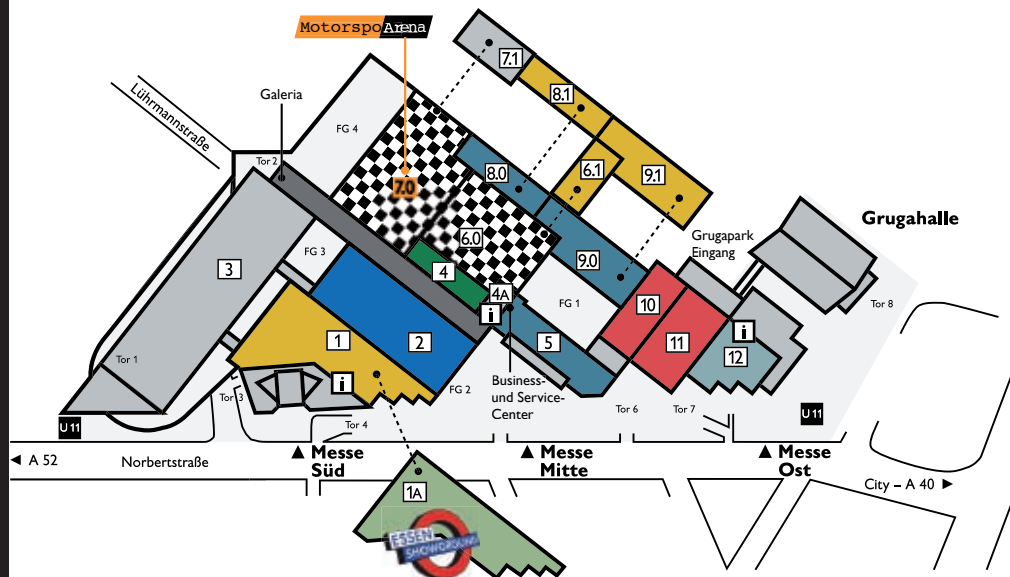 MotorsportArena
7.1
8.1
Galeria
Lührmannstraße
FG 4
Tor 2
7.0
8.0
6.1
9.1
Grugahalle
Grugapark
Eingang
6.0
FG 3
3
4
9.0
4A
i
FG 1
10
Tor 8
1
2
5
11
i
12
Tor 1
i
Tor 3
FG 2
Business-
und Service-
Center
Tor 6
Tor 7
U 11
U 11
Tor 4
▲ Messe
Süd
▲ Messe
Mitte
▲ Messe
Ost
◄ A 52
Norbertstraße
City – A 40 ►
1A
ESSEN
SHOWGROUND